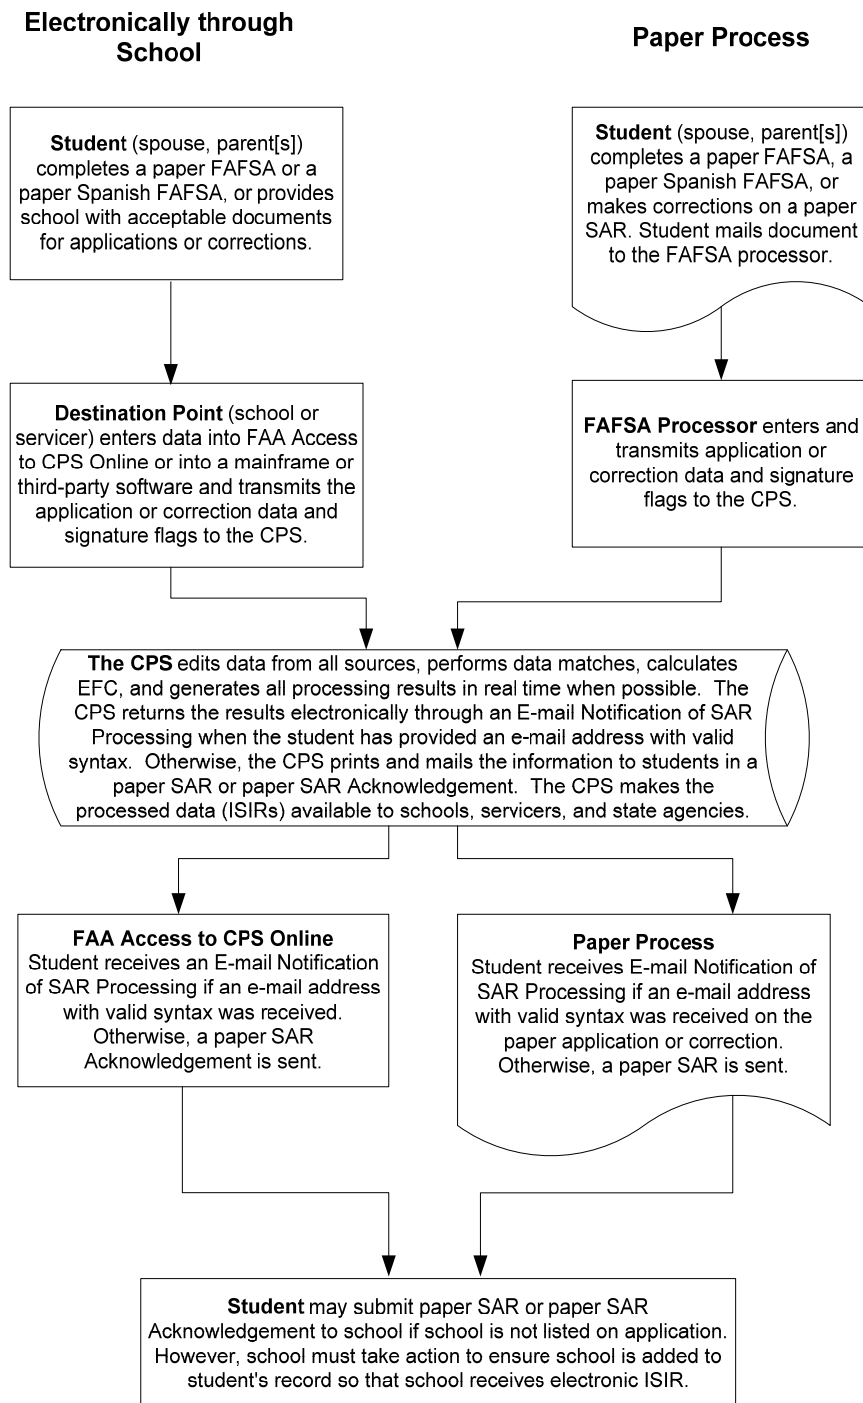 Electronically through
School
Paper Process
Student (spouse, parent[s])
completes a paper FAFSA or a
paper Spanish FAFSA, or provides
school with acceptable documents
for applications or corrections.
Student (spouse, parent[s])
completes a paper FAFSA, a
paper Spanish FAFSA, or
makes corrections on a paper
SAR. Student mails document
to the FAFSA processor.
Destination Point (school or
servicer) enters data into FAA Access
to CPS Online or into a mainframe or
third-party software and transmits the
application or correction data and
signature flags to the CPS.
FAFSA Processor enters and
transmits application or
correction data and signature
flags to the CPS.
The CPS edits data from all sources, performs data matches, calculates
EFC, and generates all processing results in real time when possible. The
CPS returns the results electronically through an E-mail Notification of SAR
Processing when the student has provided an e-mail address with valid
syntax. Otherwise, the CPS prints and mails the information to students in a
paper SAR or paper SAR Acknowledgement. The CPS makes the
processed data (ISIRs) available to schools, servicers, and state agencies.
FAA Access to CPS Online
Student receives an E-mail Notification
of SAR Processing if an e-mail address
with valid syntax was received.
Otherwise, a paper SAR
Acknowledgement is sent.
Paper Process
Student receives E-mail Notification of
SAR Processing if an e-mail address
with valid syntax was received on the
paper application or correction.
Otherwise, a paper SAR is sent.
Student may submit paper SAR or paper SAR
Acknowledgement to school if school is not listed on application.
However, school must take action to ensure school is added to
student's record so that school receives electronic ISIR.